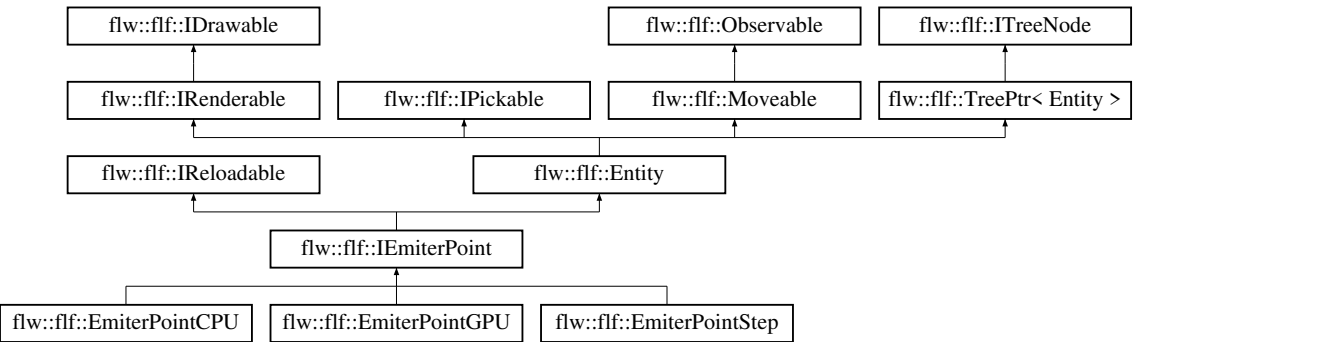 flw::flf::IDrawable
flw::flf::Observable
flw::flf::ITreeNode
flw::flf::IRenderable
flw::flf::IPickable
flw::flf::Moveable
flw::flf::TreePtr< Entity >
flw::flf::IReloadable
flw::flf::Entity
flw::flf::IEmiterPoint
flw::flf::EmiterPointCPU
flw::flf::EmiterPointGPU
flw::flf::EmiterPointStep